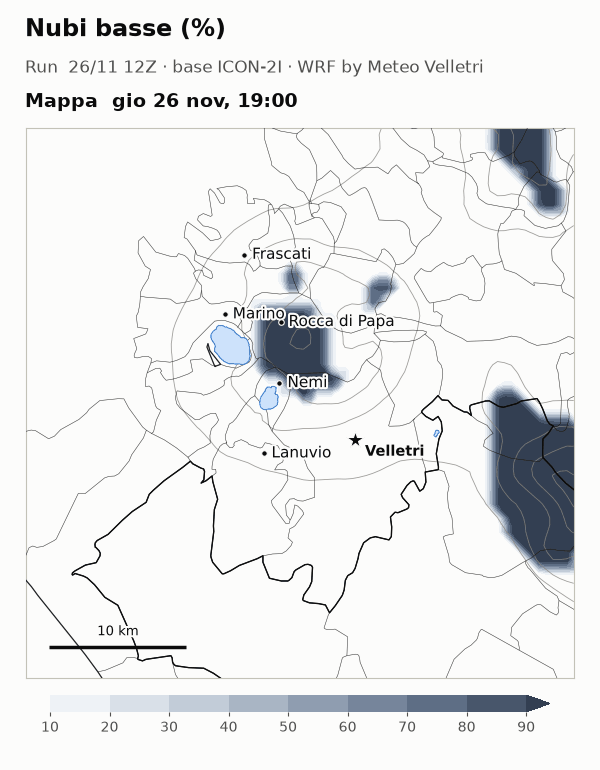 Nubi basse (%)
Run  26/11 12Z · base ICON-2I · WRF by Meteo Velletri
Mappa  gio 26 nov, 19:00
Frascati
Marino
Rocca di Papa
Nemi
Velletri
Lanuvio
10 km
10 20 30 40 50 60 70 80 90